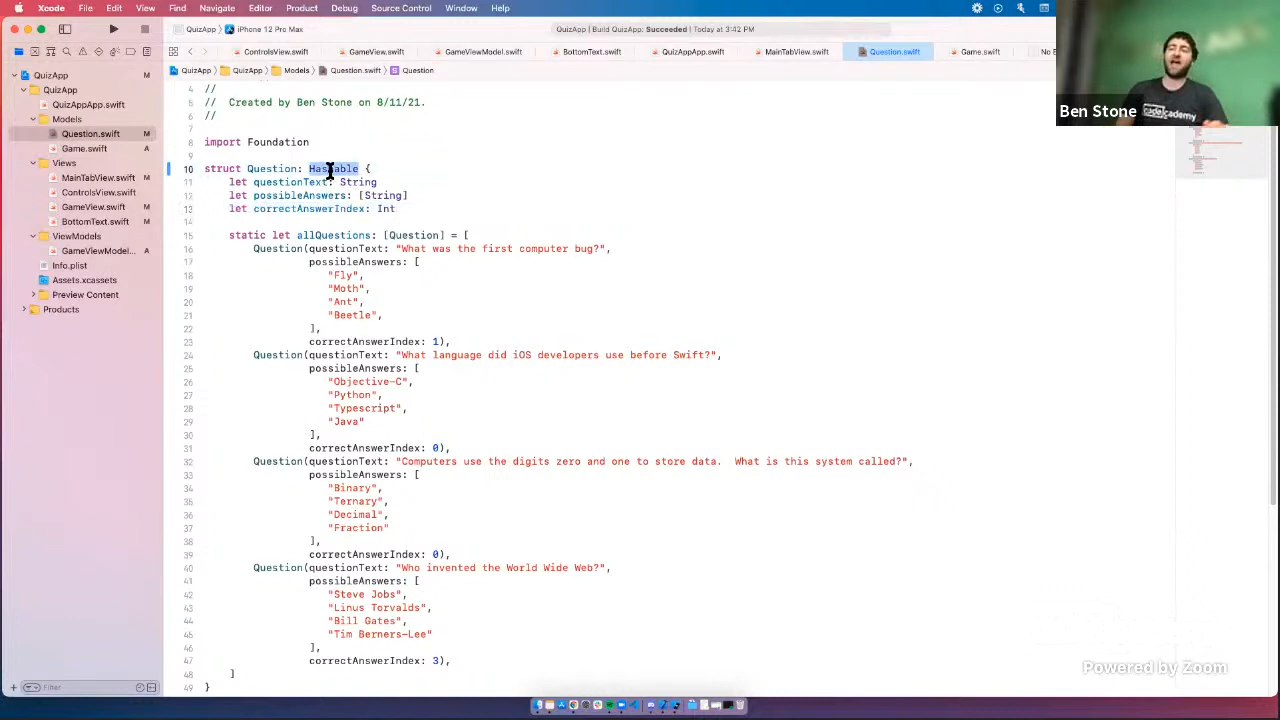 Xcode File Edit View Find Navigate Editor Product Debug Source Control Window Help
QuizApp iPhone 12 Pro Max QuizApp | Build QuizApp: Succeeded | Today at 3:42 PM
ControlsView.swift GameView.swift GameViewModel.swift BottomText.swift QuizAppApp.swift MainTabView.swift Question.swift Game.swift No E
QuizApp QuizApp Models Question.swift Question
QuizApp M
QuizApp
QuizAppApp.swift M
Models
Question.swift M
Game.swift M
Views
MainTabView.swift M
ControlsView.swift A
GameView.swift M
BottomText.swift A
ViewModels
GameViewModel... A
Info.plist
Assets.xcassets
Preview Content
Products
Filter
4 //
5 // Created by Ben Stone on 8/11/21.
6 //
7
8 import Foundation
9
10 struct Question: Hashable {
11 let questionText: String
12 let possibleAnswers: [String]
13 let correctAnswerIndex: Int
14
15 static let allQuestions: [Question] = [
16 Question(questionText: "What was the first computer bug?",
17 possibleAnswers: [
18 "Fly",
19 "Moth",
20 "Ant",
21 "Beetle",
22 ],
23 correctAnswerIndex: 1),
24 Question(questionText: "What language did iOS developers use before Swift?",
25 possibleAnswers: [
26 "Objective-C",
27 "Python",
28 "Typescript",
29 "Java"
30 ],
31 correctAnswerIndex: 0),
32 Question(questionText: "Computers use the digits zero and one to store data.  What is this system called?",
33 possibleAnswers: [
34 "Binary",
35 "Ternary",
36 "Decimal",
37 "Fraction"
38 ],
39 correctAnswerIndex: 0),
40 Question(questionText: "Who invented the World Wide Web?",
41 possibleAnswers: [
42 "Steve Jobs",
43 "Linus Torvalds",
44 "Bill Gates",
45 "Tim Berners-Lee"
46 ],
47 correctAnswerIndex: 3),
48 ]
49 }
Ben Stone
codecademy
Powered by Zoom